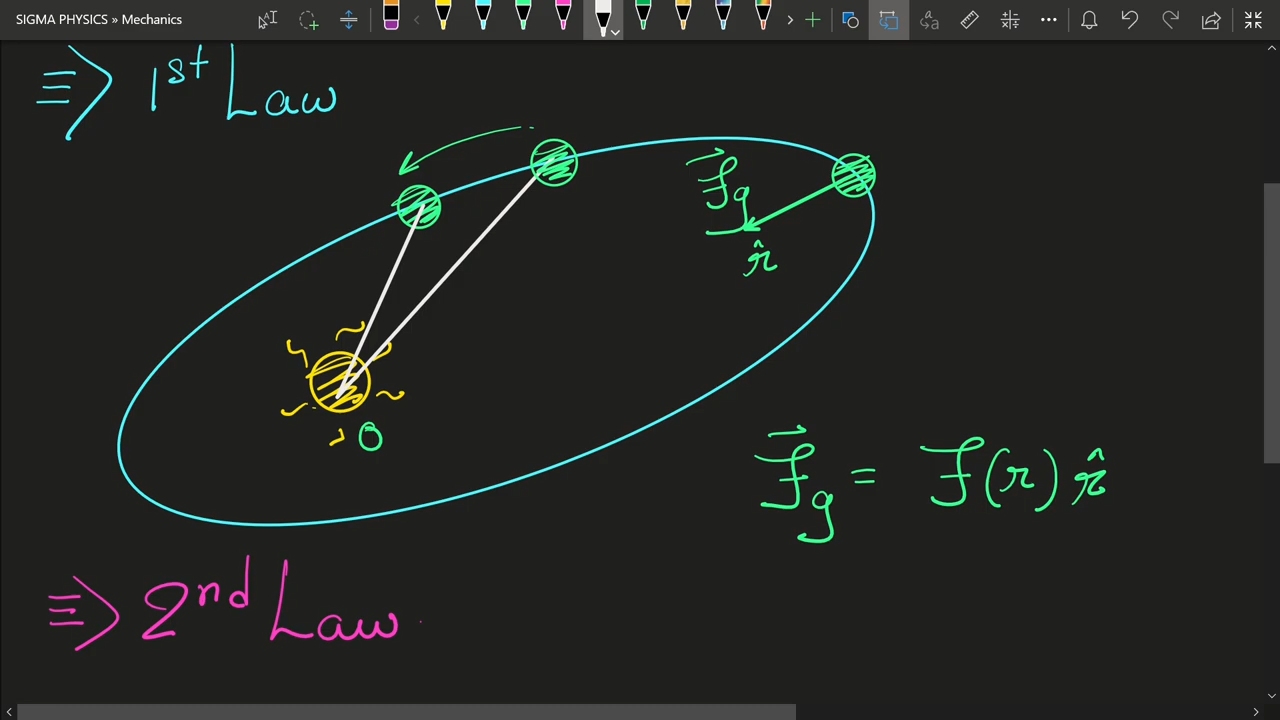 SIGMA PHYSICS » Mechanics
⇒ 1st Law
F⃗g
r̂
O
F⃗g = F(r) r̂
⇒ 2nd Law